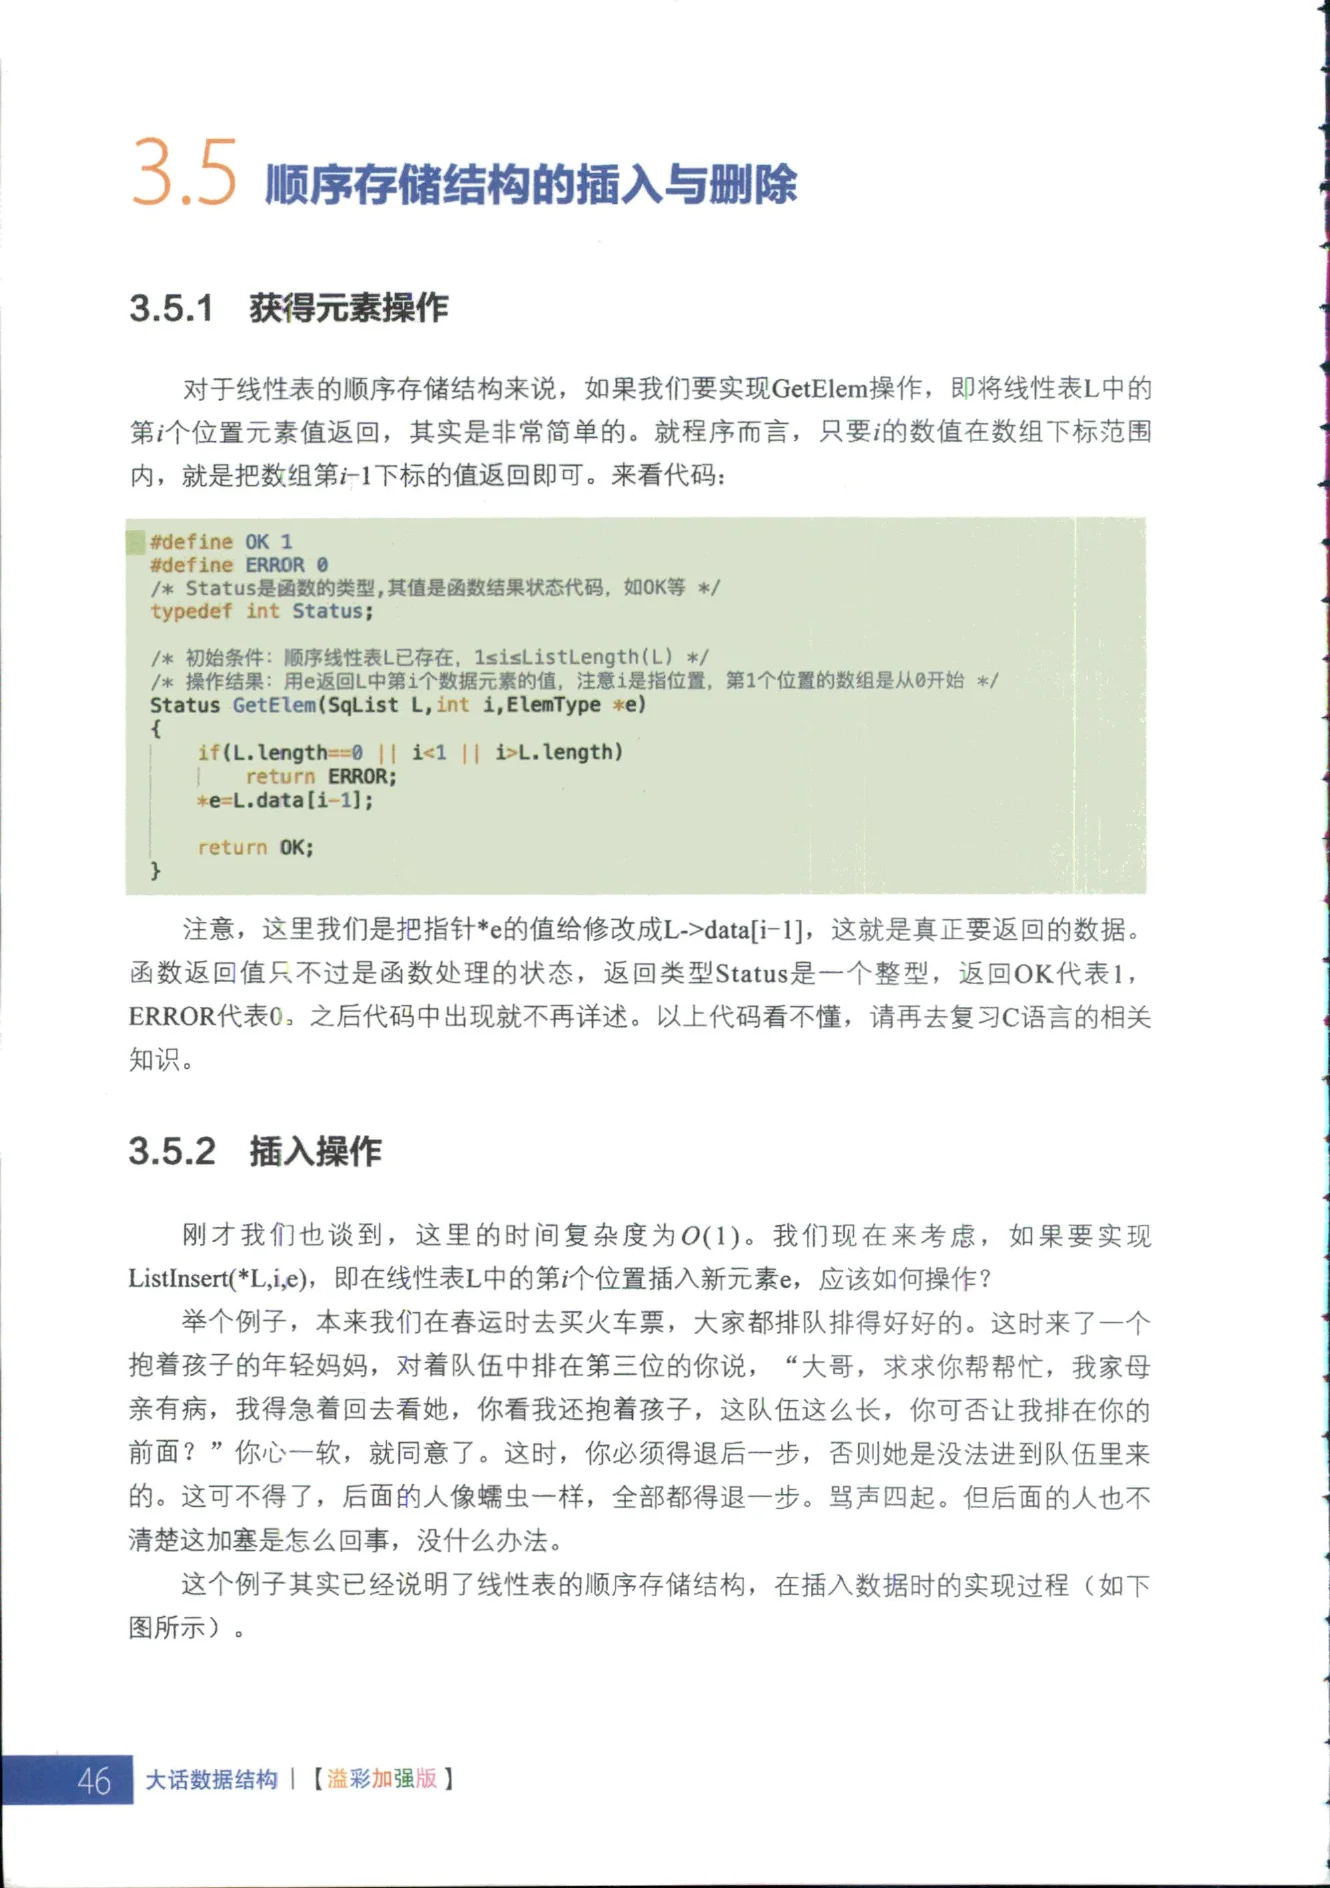 3.5 顺序存储结构的插入与删除
3.5.1 获得元素操作
对于线性表的顺序存储结构来说，如果我们要实现GetElem操作，即将线性表L中的
第i个位置元素值返回，其实是非常简单的。就程序而言，只要i的数值在数组下标范围
内，就是把数组第i-1下标的值返回即可。来看代码：
#define OK 1
#define ERROR 0
/* Status是函数的类型,其值是函数结果状态代码，如OK等 */
typedef int Status;
/* 初始条件：顺序线性表L已存在，1≤i≤ListLength(L) */
/* 操作结果：用e返回L中第i个数据元素的值，注意i是指位置，第1个位置的数组是从0开始 */
Status GetElem(SqList L,int i,ElemType *e)
{
    if(L.length==0 || i<1 || i>L.length)
        return ERROR;
    *e=L.data[i-1];
    return OK;
}
注意，这里我们是把指针*e的值给修改成L->data[i-1]，这就是真正要返回的数据。
函数返回值只不过是函数处理的状态，返回类型Status是一个整型，返回OK代表1，
ERROR代表0。之后代码中出现就不再详述。以上代码看不懂，请再去复习C语言的相关
知识。
3.5.2 插入操作
刚才我们也谈到，这里的时间复杂度为O(1)。我们现在来考虑，如果要实现
ListInsert(*L,i,e)，即在线性表L中的第i个位置插入新元素e，应该如何操作？
举个例子，本来我们在春运时去买火车票，大家都排队排得好好的。这时来了一个
抱着孩子的年轻妈妈，对着队伍中排在第三位的你说，“大哥，求求你帮帮忙，我家母
亲有病，我得急着回去看她，你看我还抱着孩子，这队伍这么长，你可否让我排在你的
前面？”你心一软，就同意了。这时，你必须得退后一步，否则她是没法进到队伍里来
的。这可不得了，后面的人像蠕虫一样，全部都得退一步。骂声四起。但后面的人也不
清楚这加塞是怎么回事，没什么办法。
这个例子其实已经说明了线性表的顺序存储结构，在插入数据时的实现过程（如下
图所示）。
46 大话数据结构 | 【溢彩加强版】